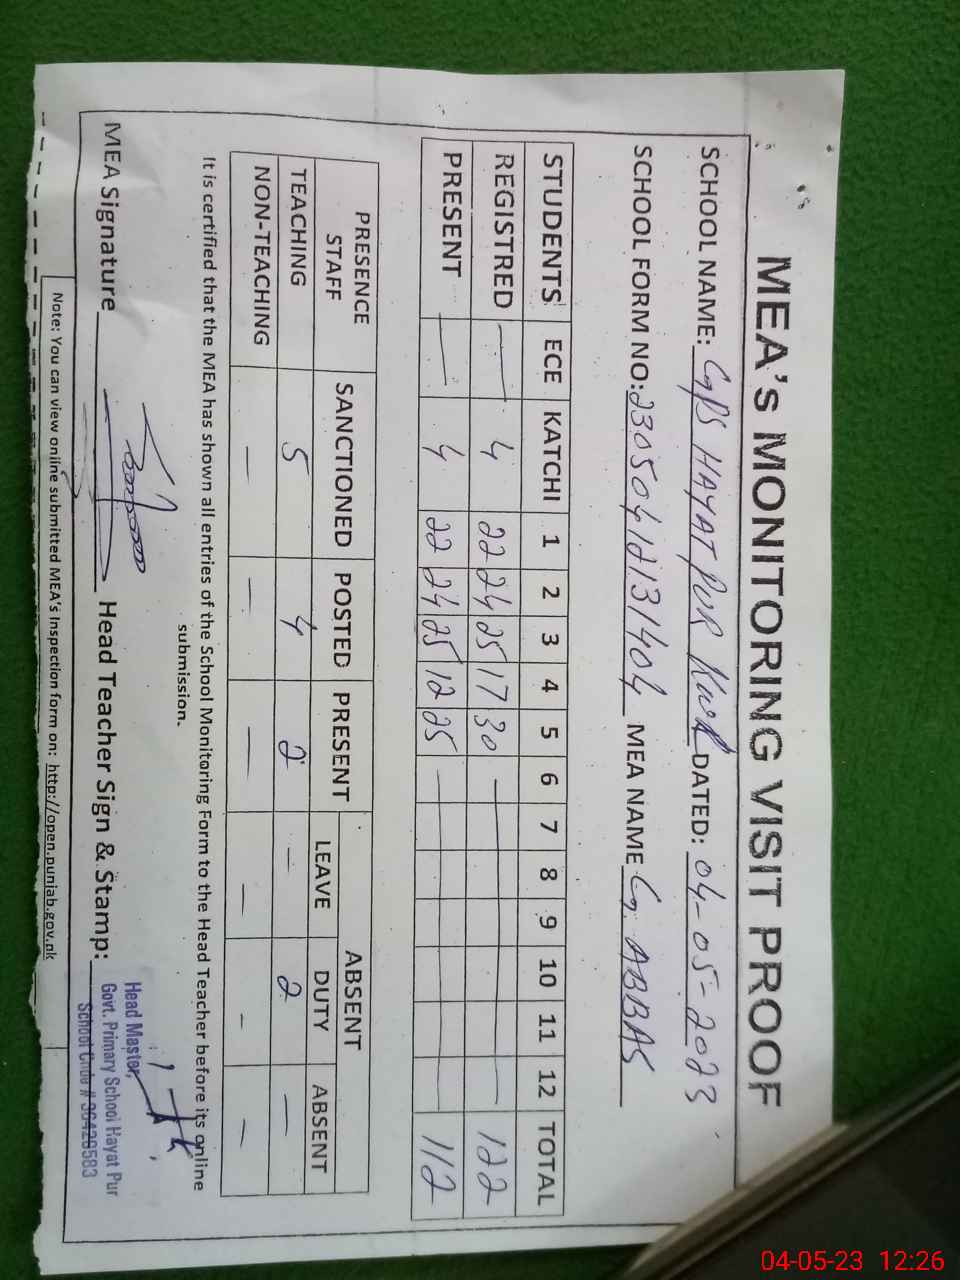 MEA's MONITORING VISIT PROOF
SCHOOL NAME: GPS HAYAT PUR DATED: 04-05-2023
SCHOOL FORM NO: 23050412131404 MEA NAME G. ABBAS
STUDENTS ECE KATCHI 1 2 3 4 5 6 7 8 9 10 11 12 TOTAL
REGISTRED — 4 22 24 25 17 30 — 122
PRESENT — 4 22 24 25 12 25 — 112
PRESENCE STAFF SANCTIONED POSTED PRESENT ABSENT
LEAVE DUTY ABSENT
TEACHING 5 4 2 — 2 —
NON-TEACHING — — — — — —
It is certified that the MEA has shown all entries of the School Monitoring Form to the Head Teacher before its online
submission.
MEA Signature Head Teacher Sign & Stamp:
Head Master,
Govt. Primary School Hayat Pur
School Code # 36420583
Note: You can view online submitted MEA's Inspection form on: http://open.punjab.gov.pk
04-05-23 12:26